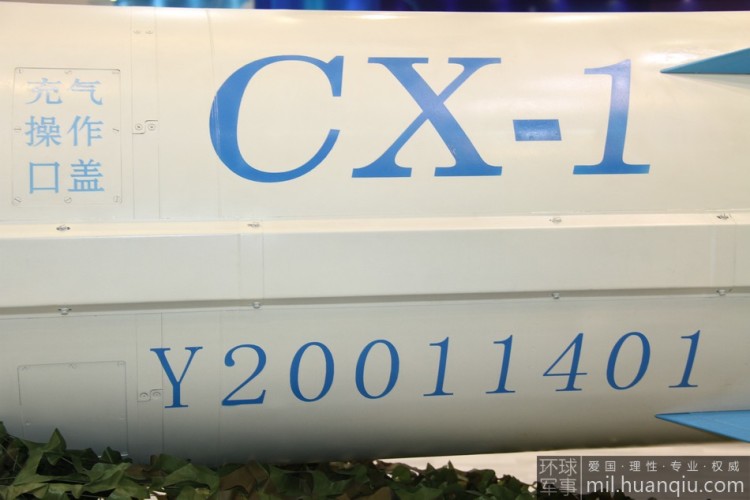 充气
操作
口盖
CX-1
Y20011401
环球
军事
爱国·理性·专业·权威
mil.huanqiu.com